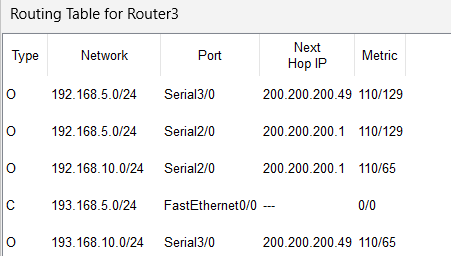 Routing Table for Router3
Type Network Port Next Hop IP Metric
O 192.168.5.0/24 Serial3/0 200.200.200.49 110/129
O 192.168.5.0/24 Serial2/0 200.200.200.1 110/129
O 192.168.10.0/24 Serial2/0 200.200.200.1 110/65
C 193.168.5.0/24 FastEthernet0/0 --- 0/0
O 193.168.10.0/24 Serial3/0 200.200.200.49 110/65